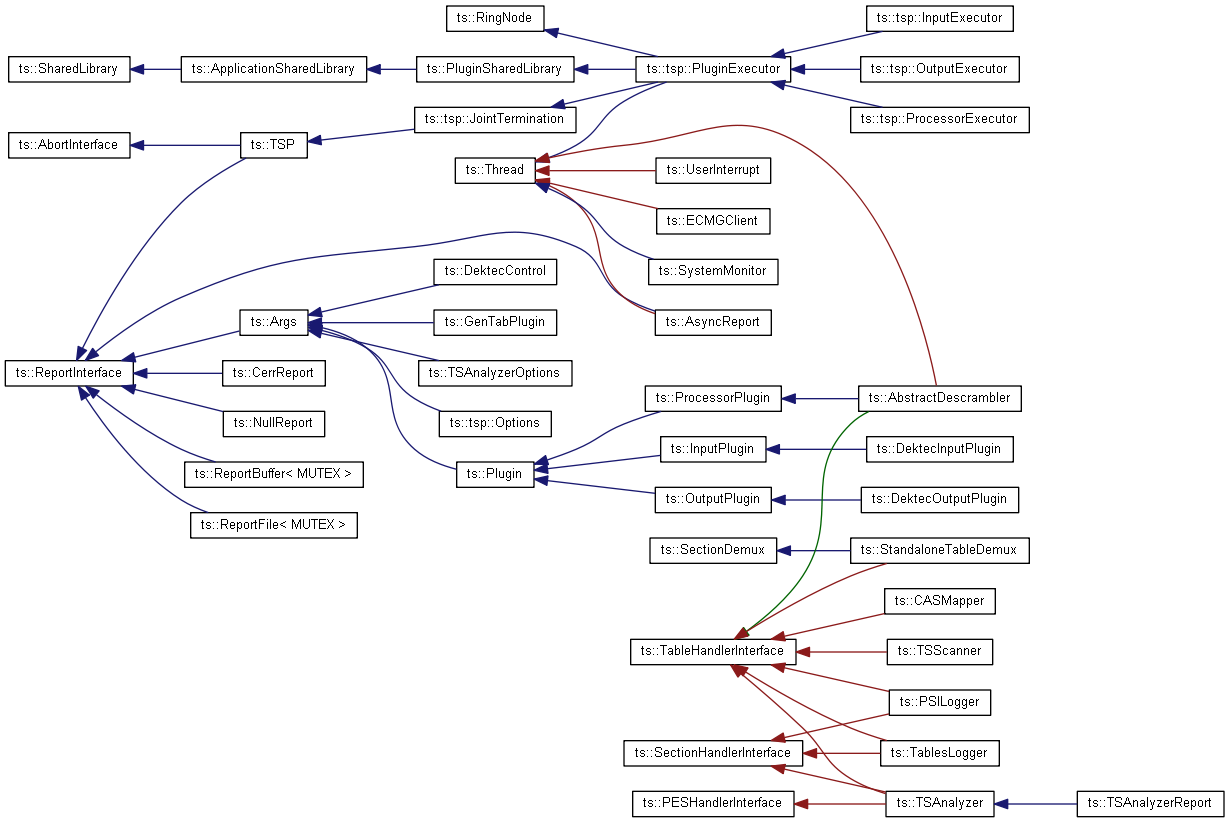 ts::RingNode
ts::tsp::InputExecutor
ts::SharedLibrary
ts::ApplicationSharedLibrary
ts::PluginSharedLibrary
ts::tsp::PluginExecutor
ts::tsp::OutputExecutor
ts::tsp::JointTermination
ts::tsp::ProcessorExecutor
ts::AbortInterface
ts::TSP
ts::Thread
ts::UserInterrupt
ts::ECMGClient
ts::DektecControl
ts::SystemMonitor
ts::Args
ts::GenTabPlugin
ts::AsyncReport
ts::ReportInterface
ts::CerrReport
ts::TSAnalyzerOptions
ts::ProcessorPlugin
ts::AbstractDescrambler
ts::NullReport
ts::tsp::Options
ts::InputPlugin
ts::DektecInputPlugin
ts::ReportBuffer< MUTEX >
ts::Plugin
ts::OutputPlugin
ts::DektecOutputPlugin
ts::ReportFile< MUTEX >
ts::SectionDemux
ts::StandaloneTableDemux
ts::CASMapper
ts::TableHandlerInterface
ts::TSScanner
ts::PSILogger
ts::SectionHandlerInterface
ts::TablesLogger
ts::PESHandlerInterface
ts::TSAnalyzer
ts::TSAnalyzerReport